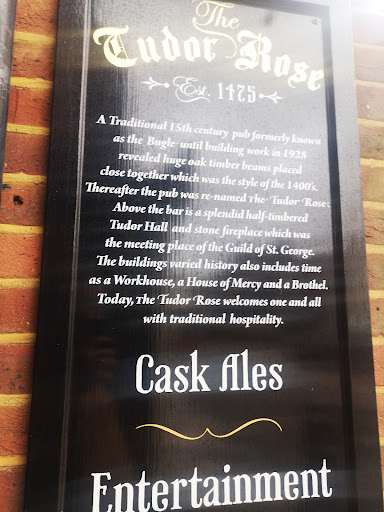 The
Tudor Rose
Est. 1475
A Traditional 15th century pub formerly known
as the Bugle until building work in 1928
revealed huge oak timber beams placed
close together which was the style of the 1400's.
Thereafter the pub was re-named The Tudor Rose.
Above the bar is a splendid half-timbered
Tudor Hall and stone fireplace which was
the meeting place of the Guild of St. George.
The buildings varied history also includes time
as a Workhouse, a House of Mercy and a Brothel.
Today, The Tudor Rose welcomes one and all
with traditional hospitality.
Cask Ales
Entertainment